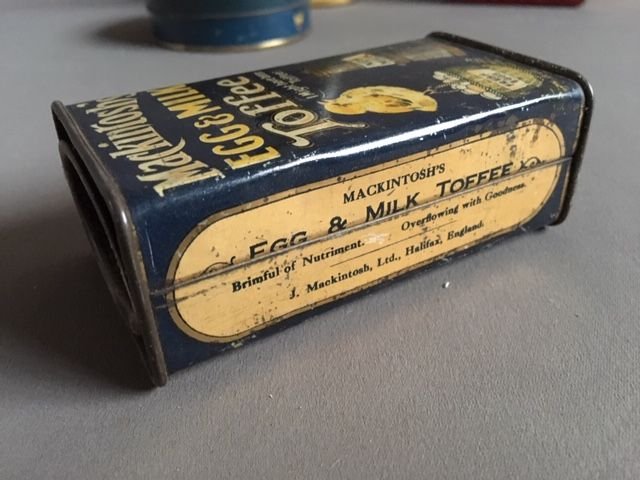 Mackintosh's
EGG & MILK
Toffee
MACKINTOSH'S
EGG & MILK TOFFEE
Brimful of Nutriment. Overflowing with Goodness.
J. Mackintosh, Ltd., Halifax, England.